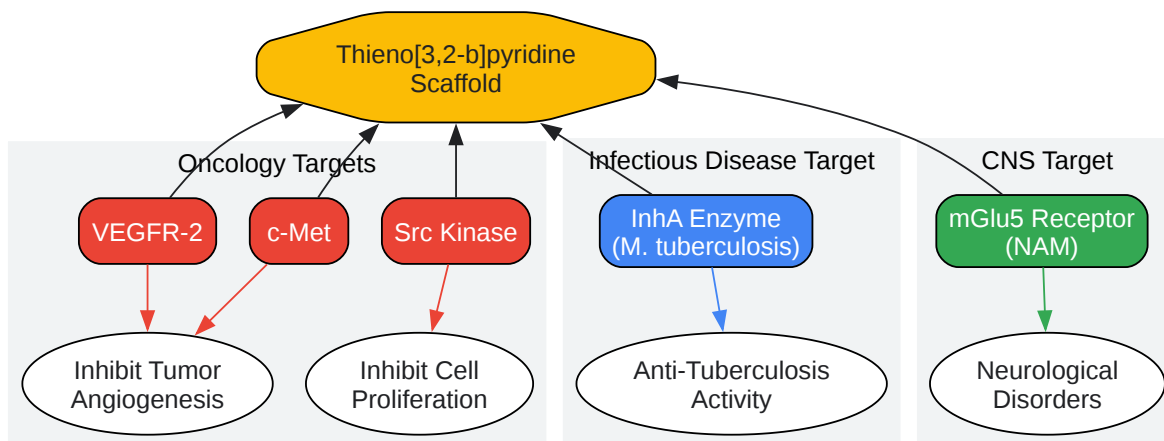 Thieno[3,2-b]pyridine
Scaffold
Oncology Targets
Infectious Disease Target
CNS Target
VEGFR-2
c-Met
Src Kinase
InhA Enzyme
(M. tuberculosis)
mGlu5 Receptor
(NAM)
Inhibit Tumor
Angiogenesis
Inhibit Cell
Proliferation
Anti-Tuberculosis
Activity
Neurological
Disorders